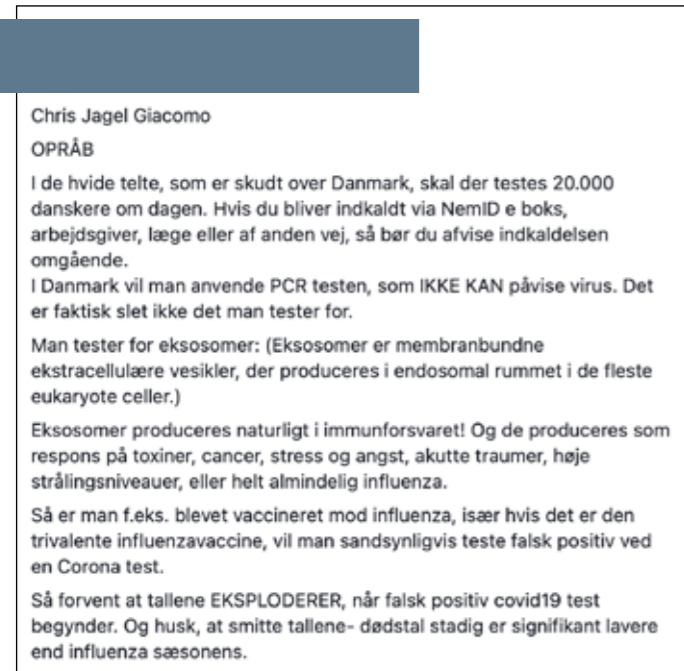 Chris Jagel Giacomo
OPRÅB
I de hvide telte, som er skudt over Danmark, skal der testes 20.000
danskere om dagen. Hvis du bliver indkaldt via NemID e boks,
arbejdsgiver, læge eller af anden vej, så bør du afvise indkaldelsen
omgående.
I Danmark vil man anvende PCR testen, som IKKE KAN påvise virus. Det
er faktisk slet ikke det man tester for.
Man tester for eksosomer: (Eksosomer er membranbundne
ekstracellulære vesikler, der produceres i endosomal rummet i de fleste
eukaryote celler.)
Eksosomer produceres naturligt i immunforsvaret! Og de produceres som
respons på toxiner, cancer, stress og angst, akutte traumer, høje
strålingsniveauer, eller helt almindelig influenza.
Så er man f.eks. blevet vaccineret mod influenza, især hvis det er den
trivalente influenzavaccine, vil man sandsynligvis teste falsk positiv ved
en Corona test.
Så forvent at tallene EKSPLODERER, når falsk positiv covid19 test
begynder. Og husk, at smitte tallene- dødstal stadig er signifikant lavere
end influenza sæsonens.